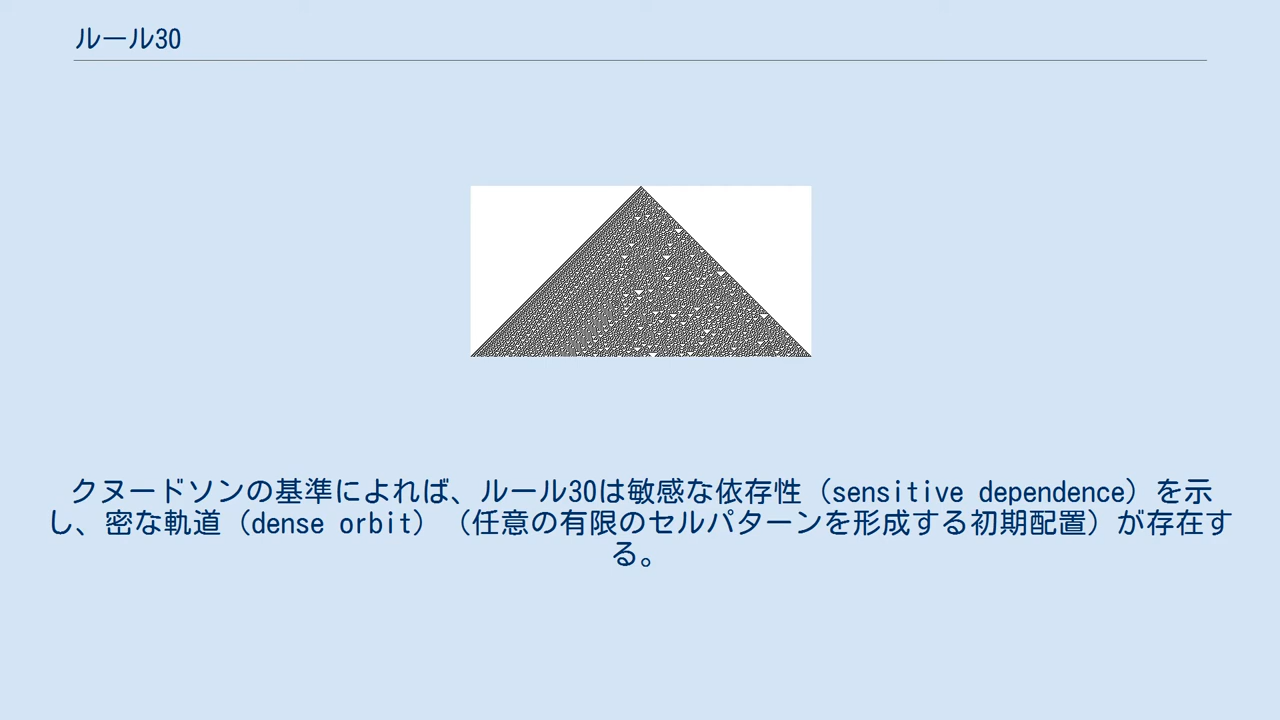 ルール30
クヌードソンの基準によれば、ルール30は敏感な依存性（sensitive dependence）を示
し、密な軌道（dense orbit）（任意の有限のセルパターンを形成する初期配置）が存在す
る。